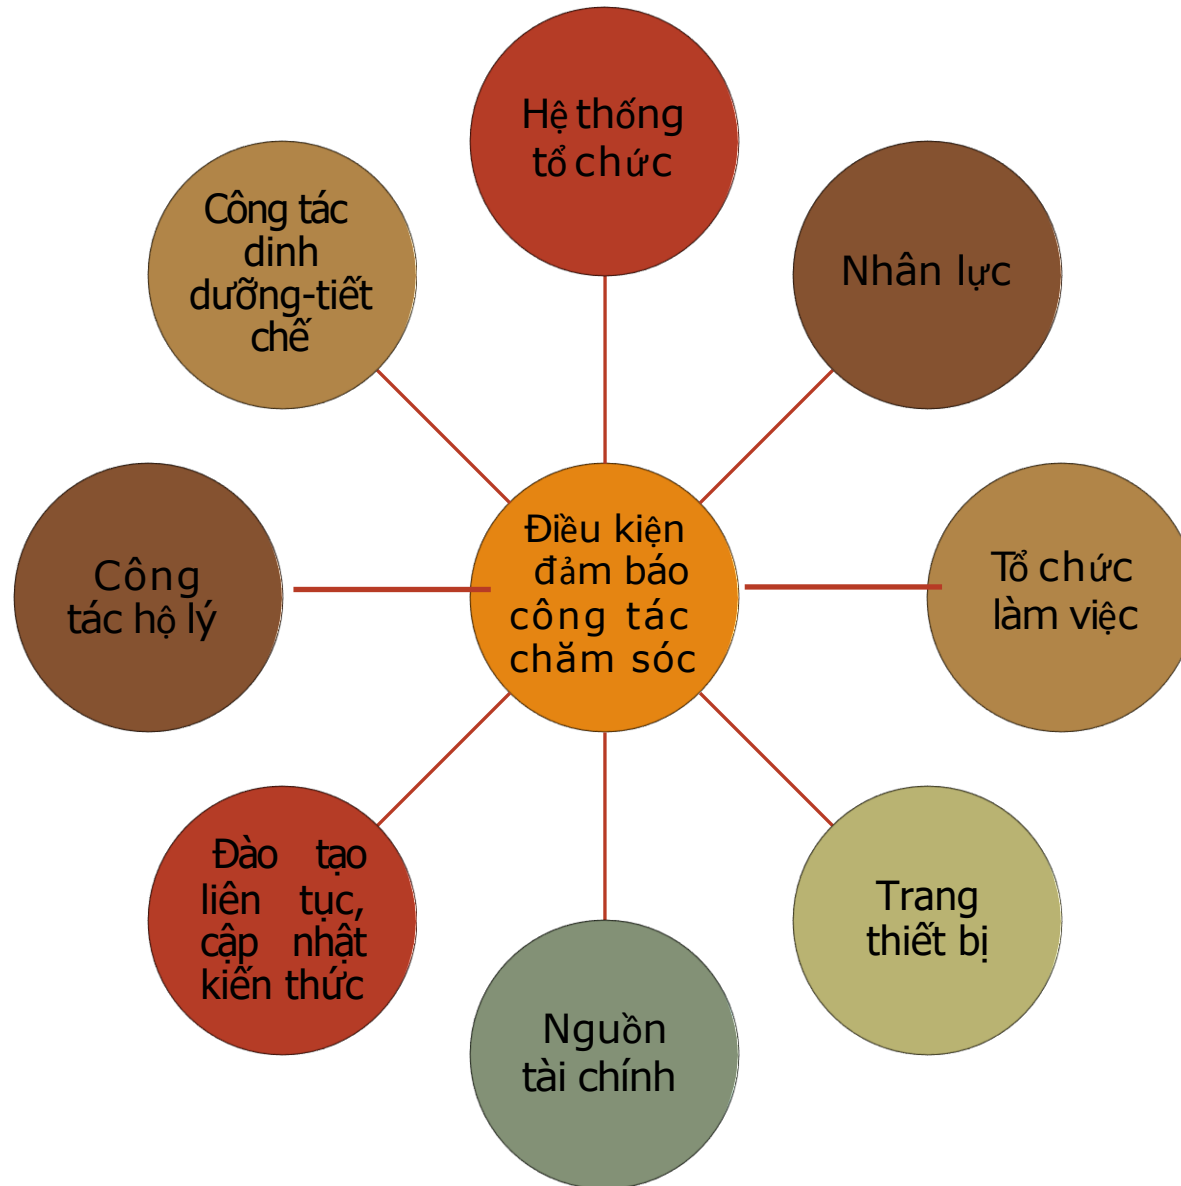 Hệ thống
tổ chức
Nhân lực
Tổ chức
làm việc
Trang
thiết bị
Nguồn
tài chính
Đào tạo
liên tục,
cập nhật
kiến thức
Công
tác hộ lý
Công tác
dinh
dưỡng-tiết
chế
Điều kiện
đảm báo
công tác
chăm sóc